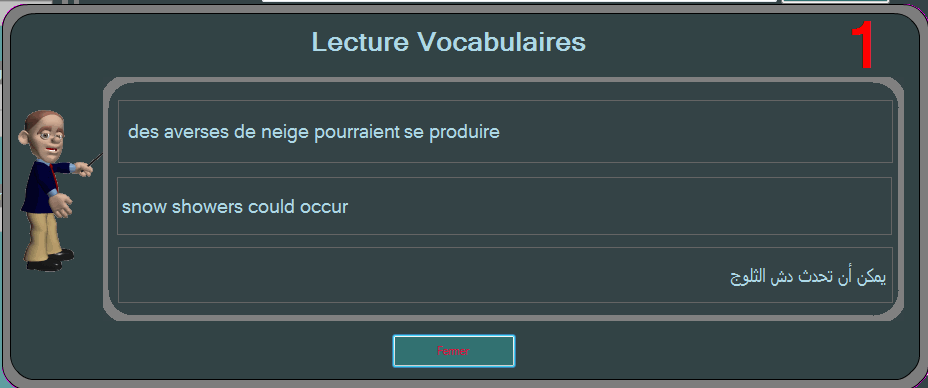 Lecture Vocabulaires
1
des averses de neige pourraient se produire
snow showers could occur
يمكن أن تحدث دش الثلوج
Fermer